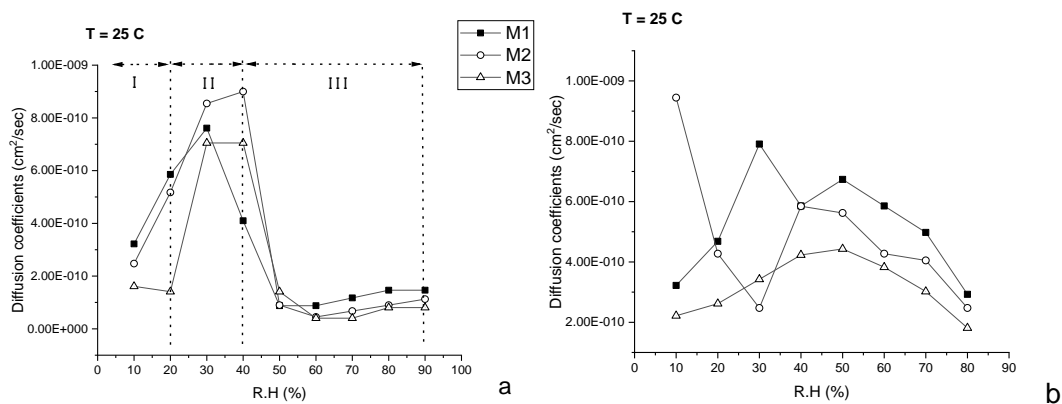 T = 25 C
M1
M2
M3
1.00E-009
8.00E-010
6.00E-010
4.00E-010
2.00E-010
0.00E+000
Diffusion coefficients (cm²/sec)
I
II
III
0 10 20 30 40 50 60 70 80 90 100
R.H (%)
a
T = 25 C
1.00E-009
8.00E-010
6.00E-010
4.00E-010
2.00E-010
Diffusion coefficients (cm²/sec)
0 10 20 30 40 50 60 70 80 90
R.H (%)
b